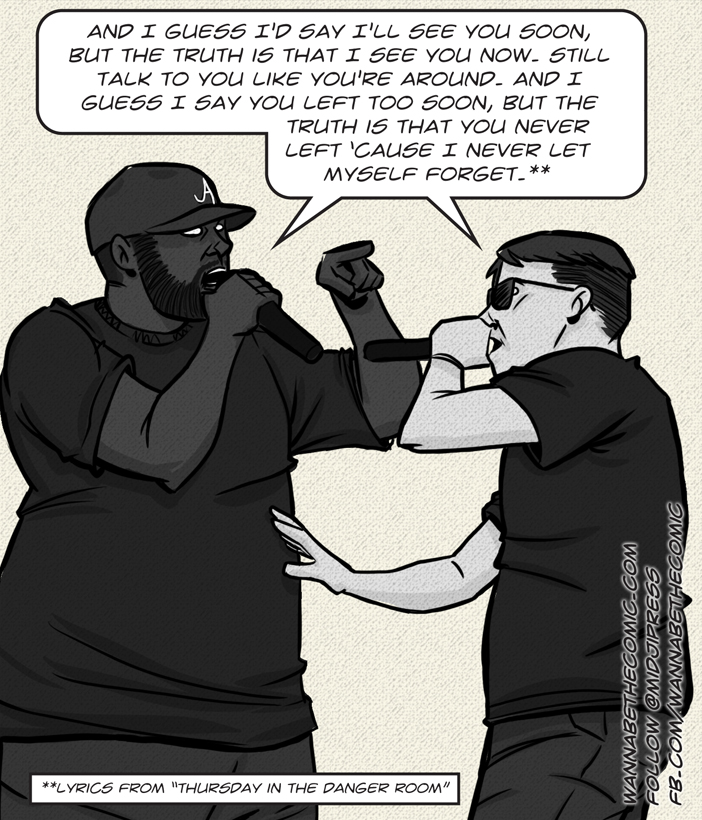 AND I GUESS I'D SAY I'LL SEE YOU SOON,
BUT THE TRUTH IS THAT I SEE YOU NOW. STILL
TALK TO YOU LIKE YOU'RE AROUND. AND I
GUESS I SAY YOU LEFT TOO SOON, BUT THE
TRUTH IS THAT YOU NEVER
LEFT 'CAUSE I NEVER LET
MYSELF FORGET.**
A
**LYRICS FROM "THURSDAY IN THE DANGER ROOM"
WANNABETHECOMIC.COM
FOLLOW @MIDJIPRESS
FB.COM/WANNABETHECOMIC